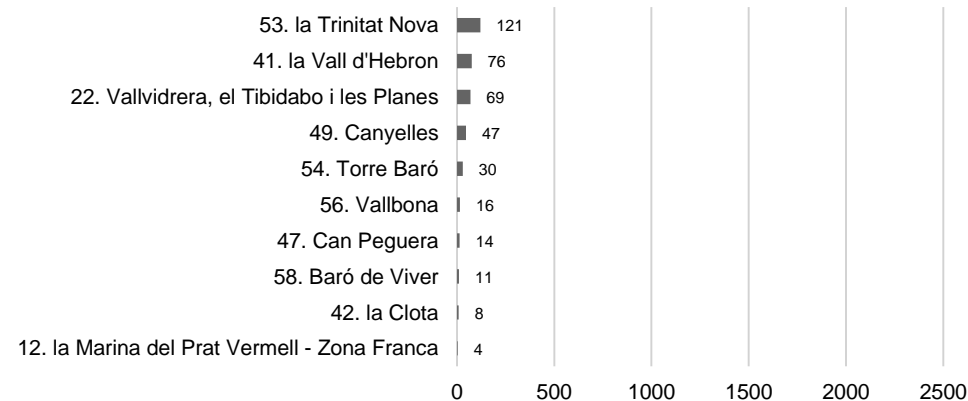 53. la Trinitat Nova 121
41. la Vall d'Hebron 76
22. Vallvidrera, el Tibidabo i les Planes 69
49. Canyelles 47
54. Torre Baró 30
56. Vallbona 16
47. Can Peguera 14
58. Baró de Viver 11
42. la Clota 8
12. la Marina del Prat Vermell - Zona Franca 4
0 500 1000 1500 2000 2500